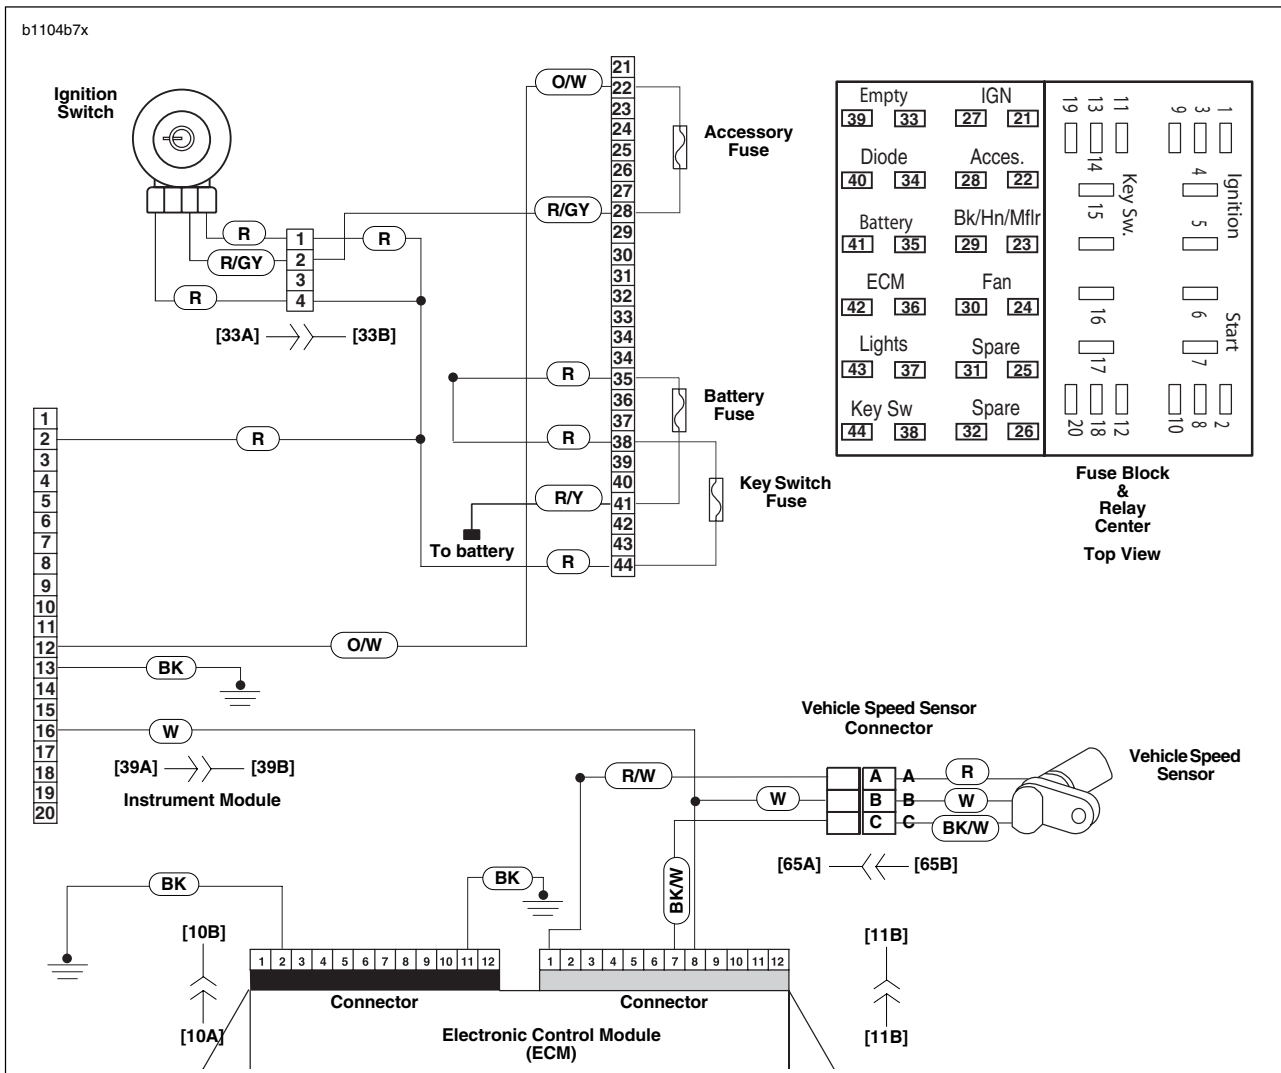 b1104b7x
Ignition
Switch
R
R/GY
R
1
2
3
4
R
[33A]
[33B]
O/W
R/GY
21
22
23
24
25
26
27
28
29
30
31
32
33
34
34
35
36
37
38
39
40
41
42
43
44
Accessory
Fuse
R
R
R/Y
R
To battery
Battery
Fuse
Key Switch
Fuse
Empty
39 33
IGN
27 21
Diode
40 34
Acces.
28 22
Battery
41 35
Bk/Hn/Mflr
29 23
ECM
42 36
Fan
30 24
Lights
43 37
Spare
31 25
Key Sw
44 38
Spare
32 26
19 13 11 9 3 1
14 4
Key Sw.
Ignition
15 5
16 6
Start
17 7
20 18 12 10 8 2
Fuse Block
&
Relay
Center
Top View
1
2
3
4
5
6
7
8
9
10
11
12
13
14
15
16
17
18
19
20
R
O/W
BK
W
[39A]
[39B]
Instrument Module
Vehicle Speed Sensor
Connector
R/W
W
BK/W
A A
B B
C C
R
W
BK/W
Vehicle Speed
Sensor
[65A]
[65B]
BK
BK
[10B]
[10A]
[11B]
[11B]
1 2 3 4 5 6 7 8 9 10 11 12
1 2 3 4 5 6 7 8 9 10 11 12
Connector
Connector
Electronic Control Module
(ECM)